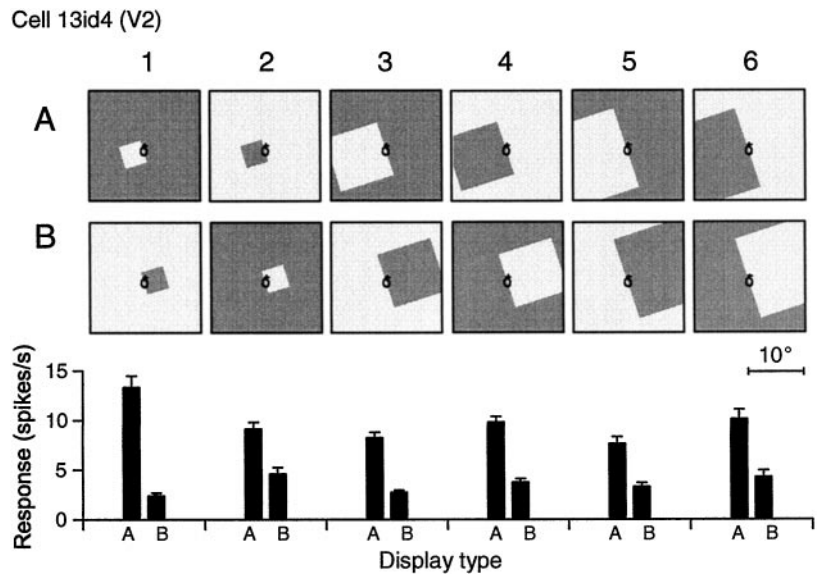 Cell 13id4 (V2)
1 2 3 4 5 6
A
B
10°
Response (spikes/s)
15
10
5
0
A B A B A B A B A B A B
Display type